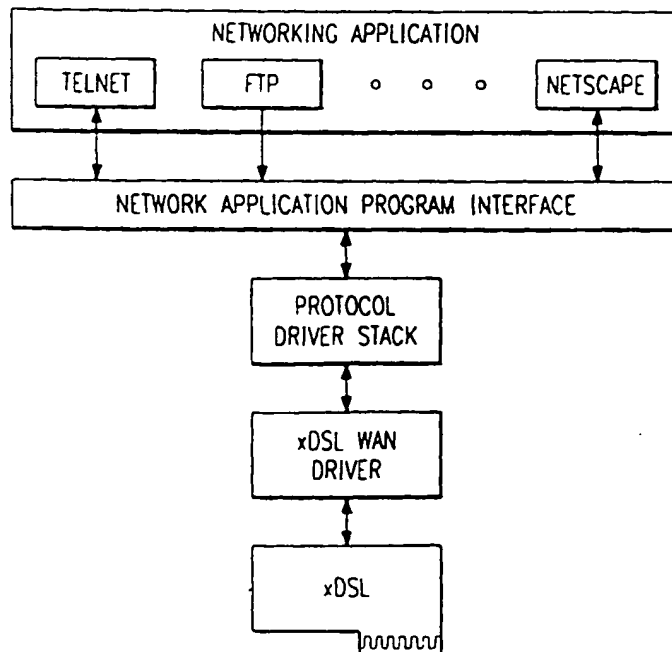 NETWORKING APPLICATION
TELNET
FTP
NETSCAPE
NETWORK APPLICATION PROGRAM INTERFACE
PROTOCOL
DRIVER STACK
xDSL WAN
DRIVER
xDSL